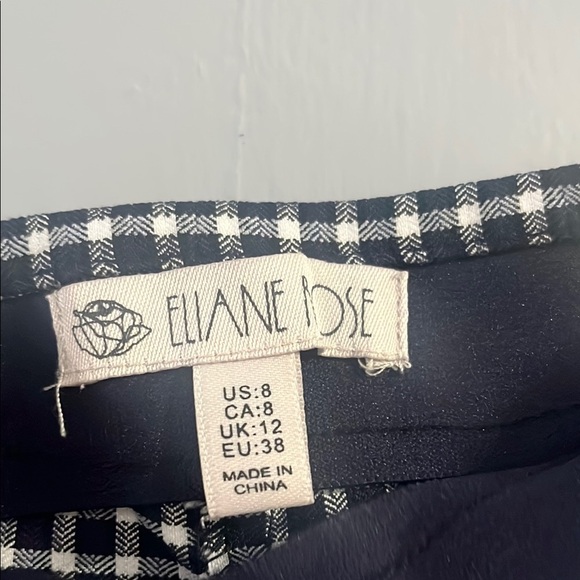 ELIANE ROSE
US:8
CA:8
UK:12
EU:38
MADE IN
CHINA